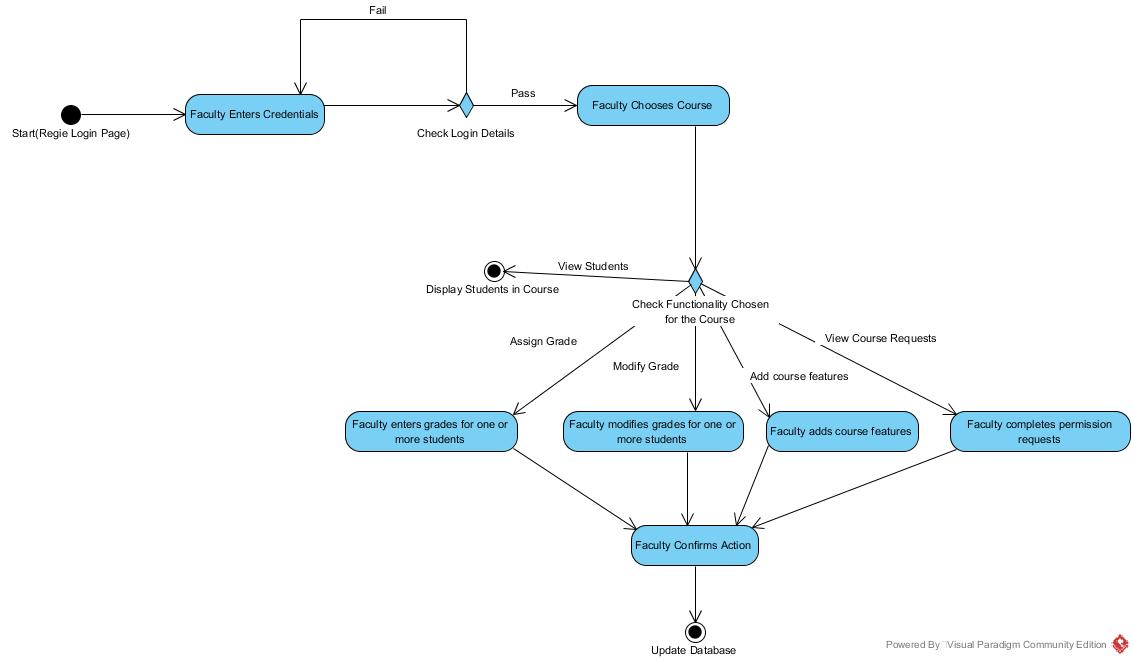 Fail
Pass
Faculty Enters Credentials
Faculty Chooses Course
Start(Regie Login Page)
Check Login Details
View Students
Display Students in Course
Check Functionality Chosen
for the Course
Assign Grade
Modify Grade
Add course features
View Course Requests
Faculty enters grades for one or
more students
Faculty modifies grades for one or
more students
Faculty adds course features
Faculty completes permission
requests
Faculty Confirms Action
Update Database
Powered By Visual Paradigm Community Edition